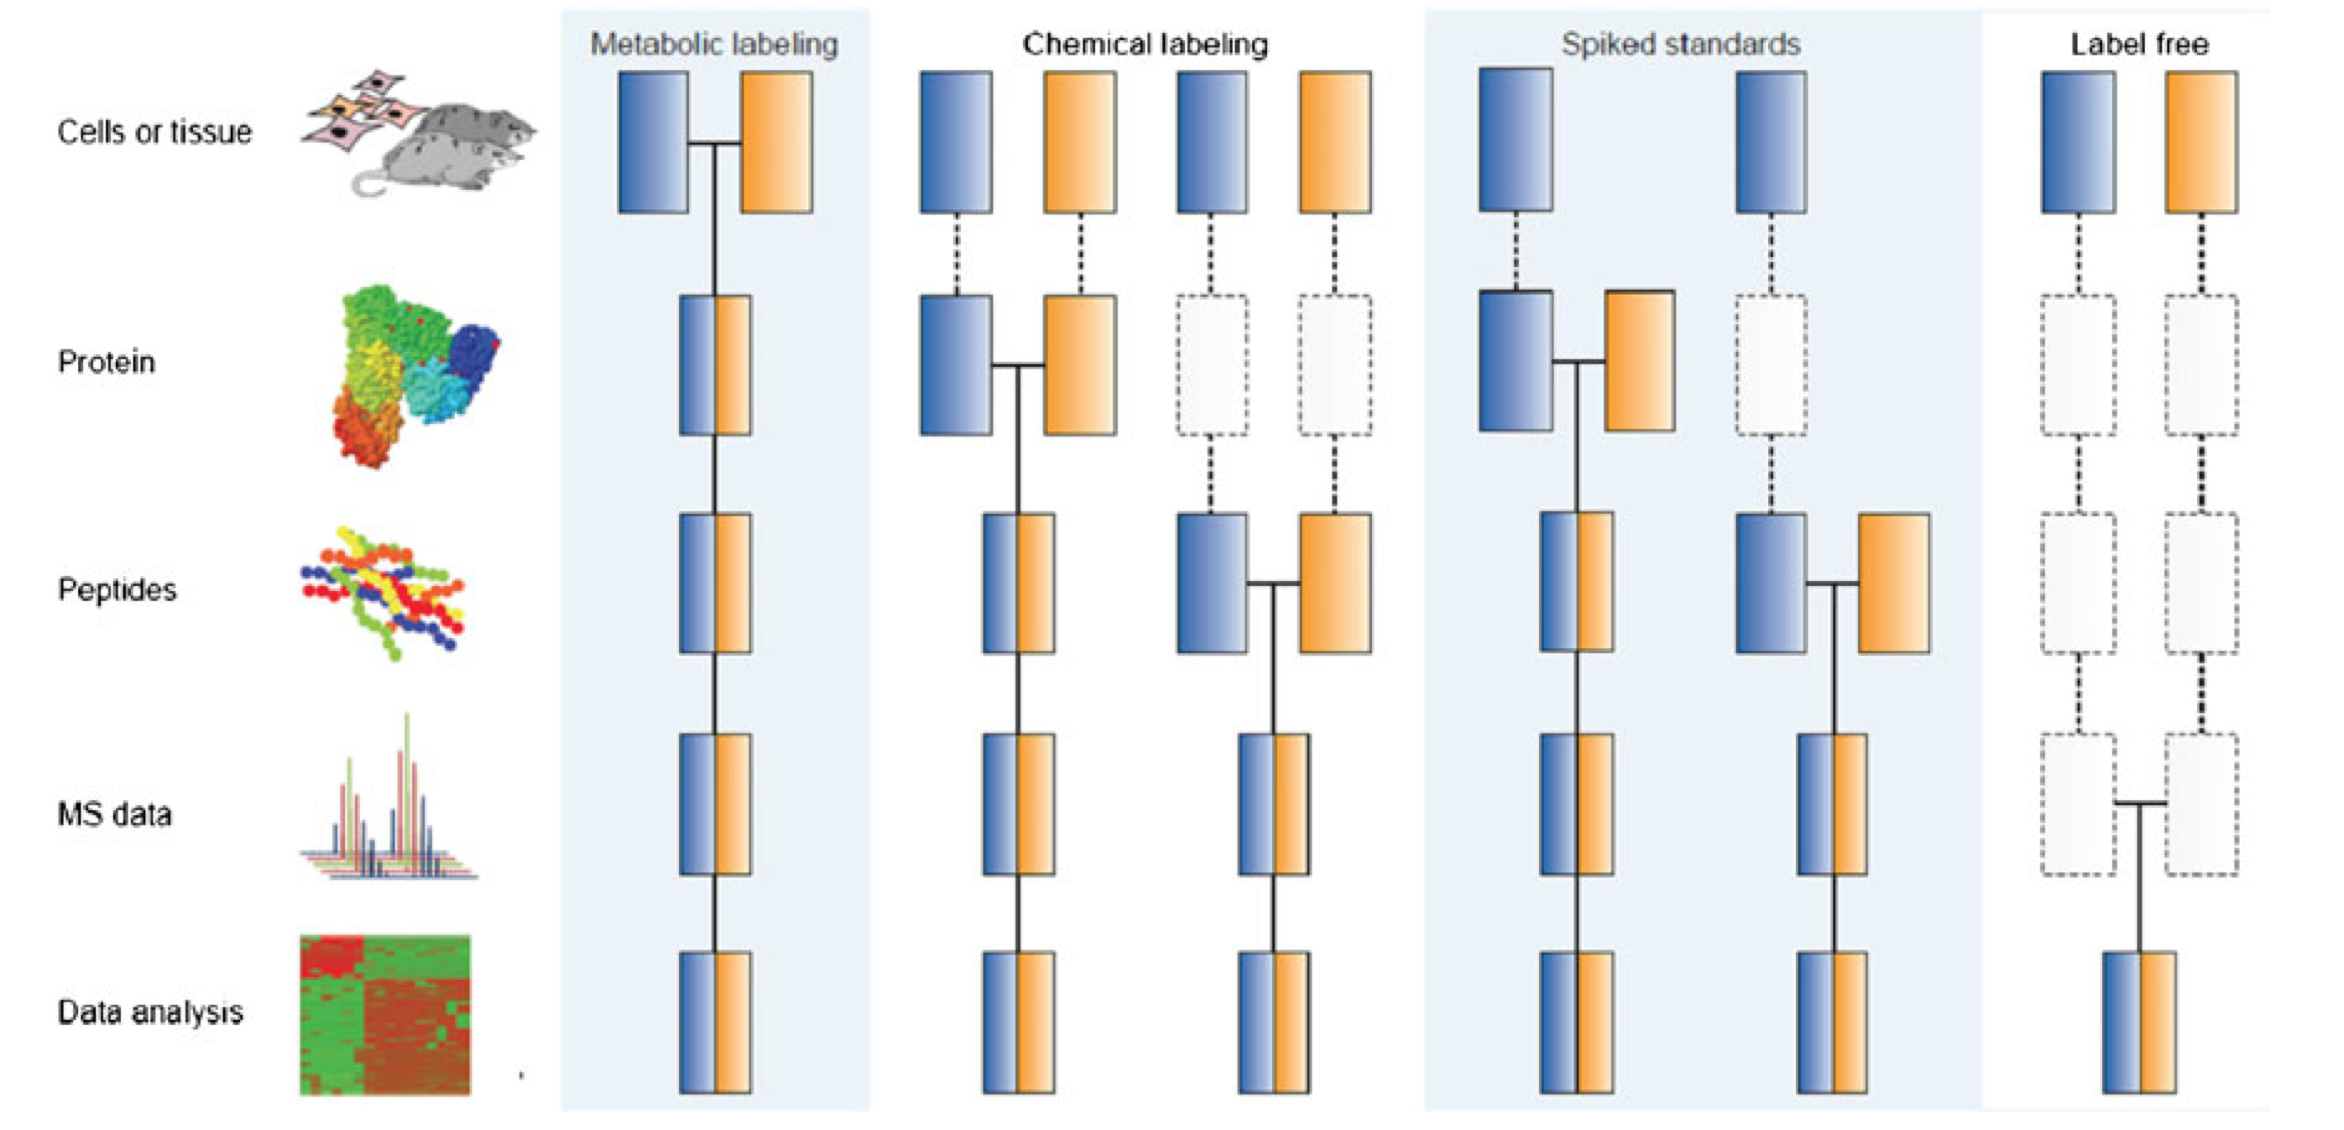 Metabolic labeling
Chemical labeling
Spiked standards
Label free
Cells or tissue
Protein
Peptides
MS data
Data analysis